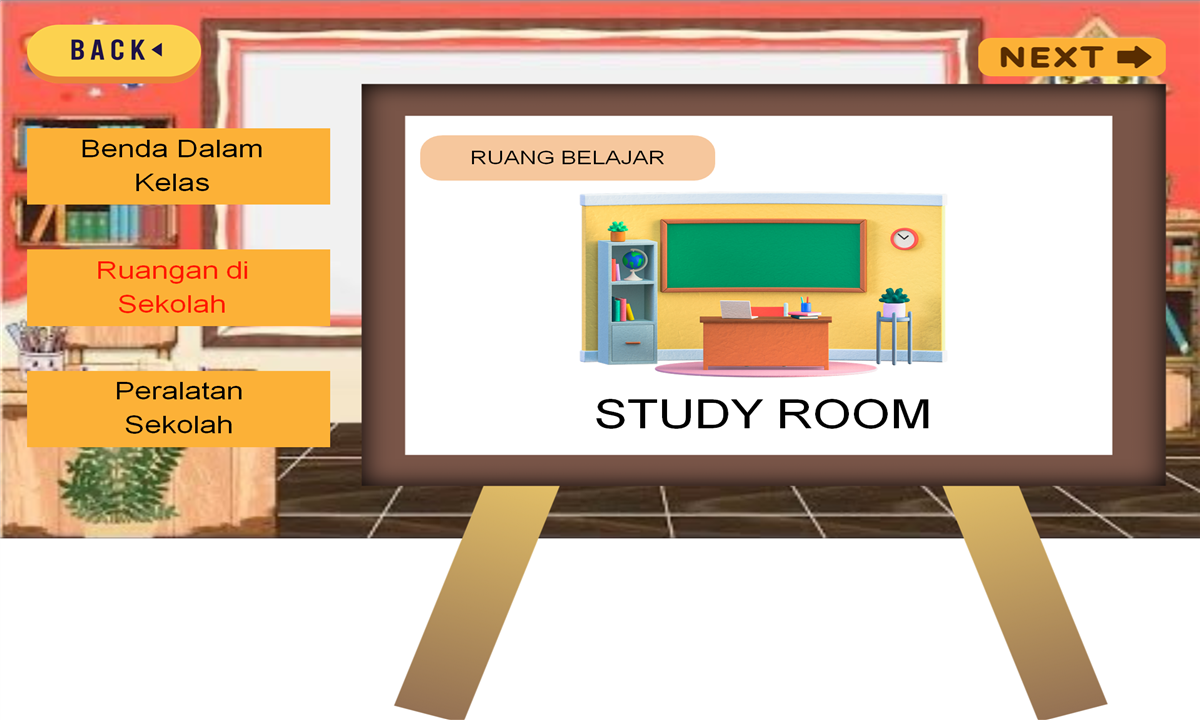 BACK
NEXT
Benda Dalam
Kelas
Ruangan di
Sekolah
Peralatan
Sekolah
RUANG BELAJAR
STUDY ROOM